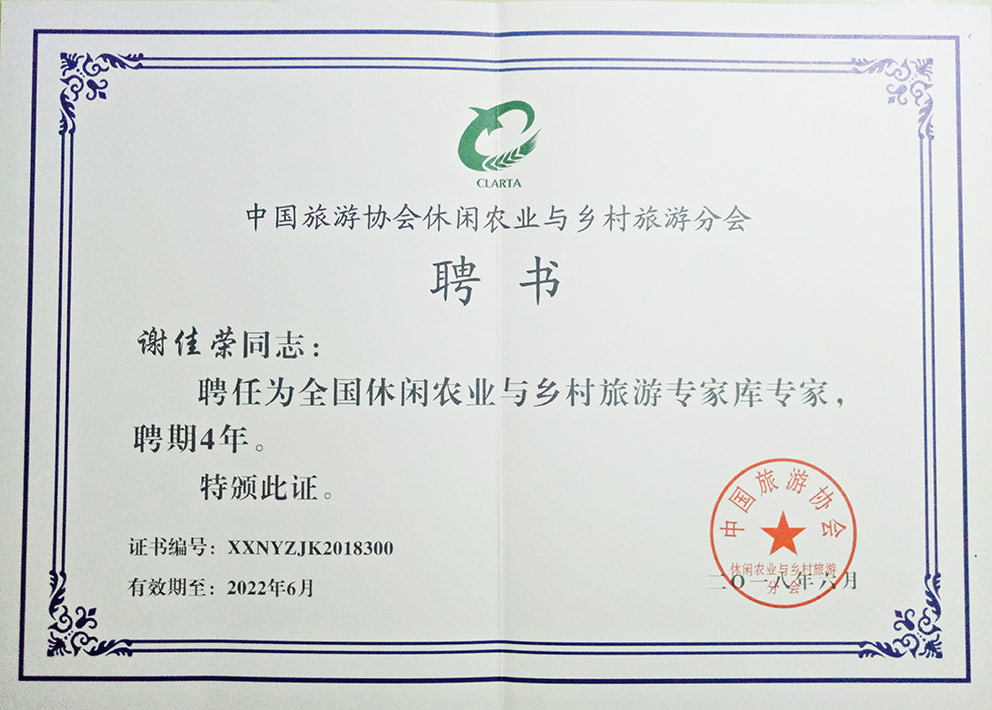 CLARTA
中国旅游协会休闲农业与乡村旅游分会
聘 书
谢佳荣同志：
聘任为全国休闲农业与乡村旅游专家库专家，
聘期4年。
特颁此证。
证书编号：XXNYZJK2018300
有效期至：2022年6月
中国旅游协会
休闲农业与乡村旅游
分会
二〇一八年六月